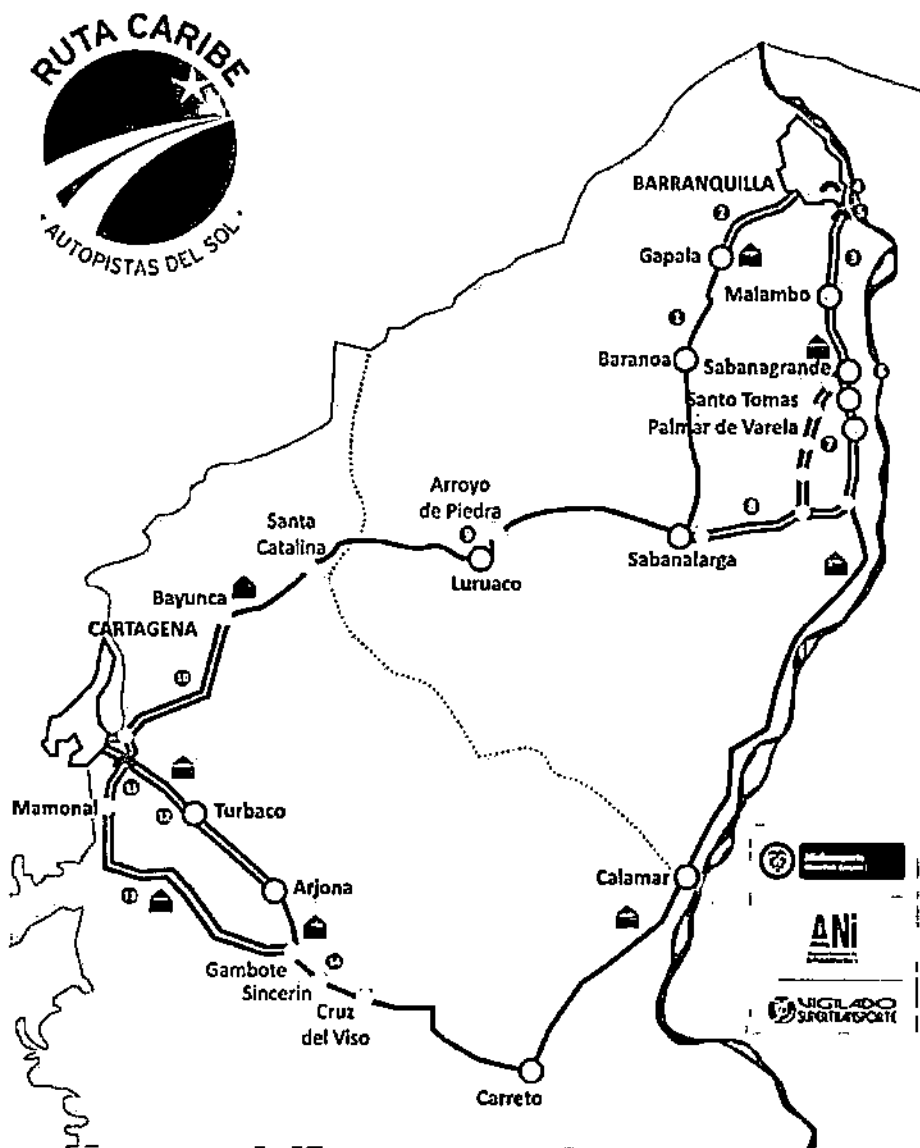 RUTA CARIBE
· AUTOPISTAS DEL SOL ·
BARRANQUILLA
Gapala
Malambo
Baranoa
Sabanagrande
Santo Tomas
Palmar de Varela
Arroyo
de Piedra
Santa
Catalina
Sabanalarga
Luruaco
Bayunca
CARTAGENA
Mamonal
Turbaco
Arjona
Calamar
Gambote
Sincerin
Cruz
del Viso
Carreto
ANi
VIGILADO
SUPERTRANSPORTE